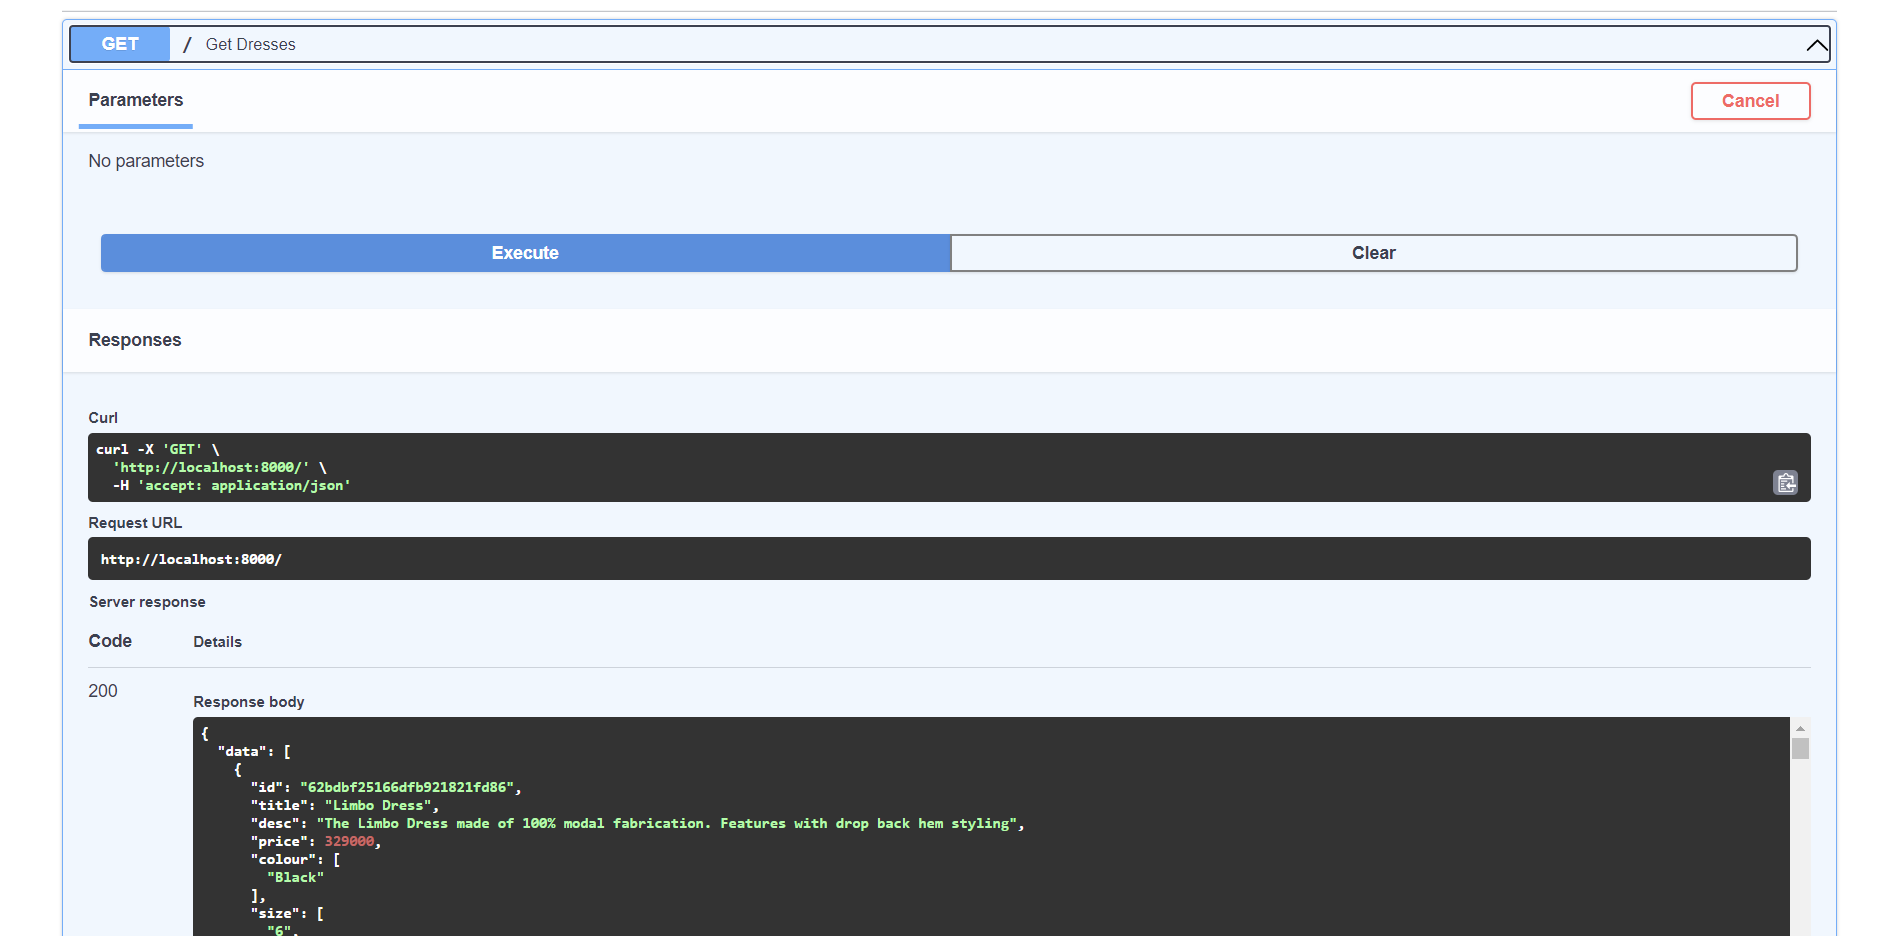 GET / Get Dresses
Parameters
Cancel
No parameters
Execute
Clear
Responses
Curl
curl -X 'GET' \
  'http://localhost:8000/' \
  -H 'accept: application/json'
Request URL
http://localhost:8000/
Server response
Code Details
200
Response body
{
  "data": [
    {
      "id": "62bdbf25166dfb921821fd86",
      "title": "Limbo Dress",
      "desc": "The Limbo Dress made of 100% modal fabrication. Features with drop back hem styling",
      "price": 329000,
      "colour": [
        "Black"
      ],
      "size": [
        "6",